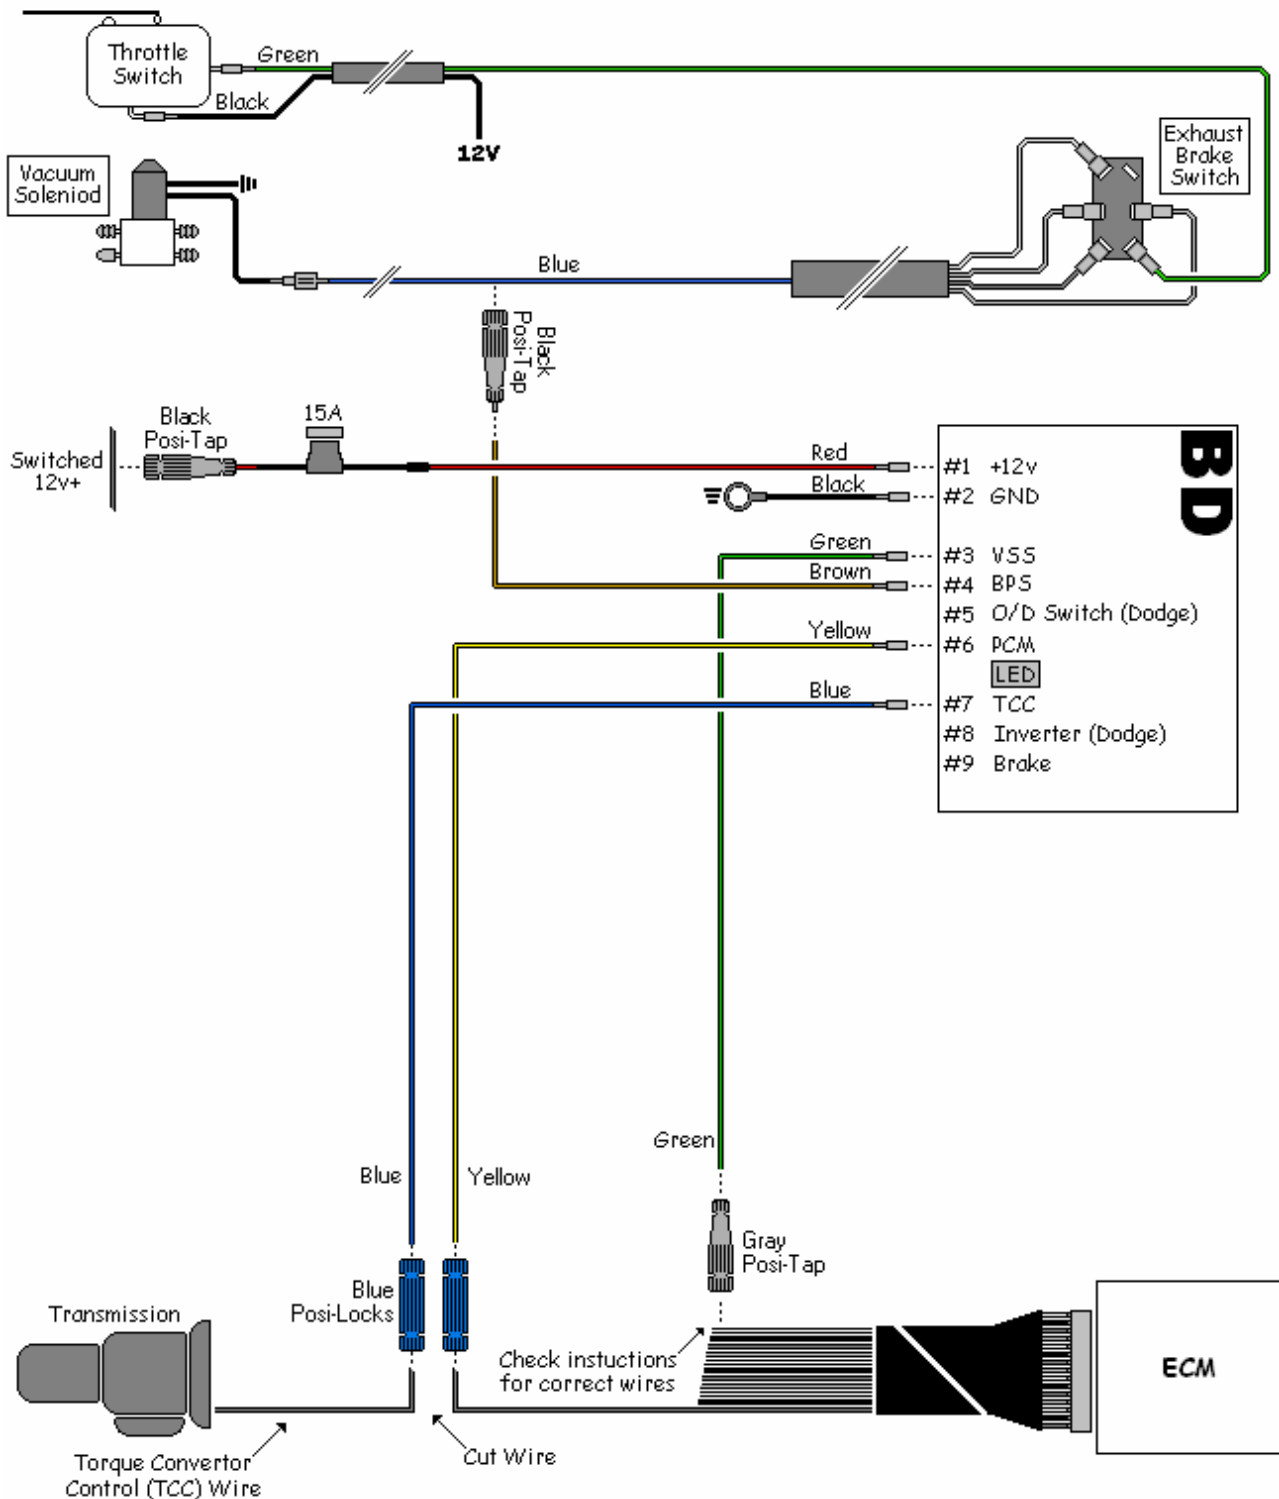 Throttle
Switch
Green
Black
12V
Vacuum
Soleniod
Exhaust
Brake
Switch
Blue
Black
Posi-Tap
Black
Posi-Tap
15A
Switched
12v+
Red
Black
Green
Brown
Yellow
Blue
BD
#1 +12v
#2 GND
#3 VSS
#4 BPS
#5 O/D Switch (Dodge)
#6 PCM
LED
#7 TCC
#8 Inverter (Dodge)
#9 Brake
Green
Blue
Yellow
Gray
Posi-Tap
Blue
Posi-Locks
Transmission
Check instuctions
for correct wires
ECM
Cut Wire
Torque Convertor
Control (TCC) Wire